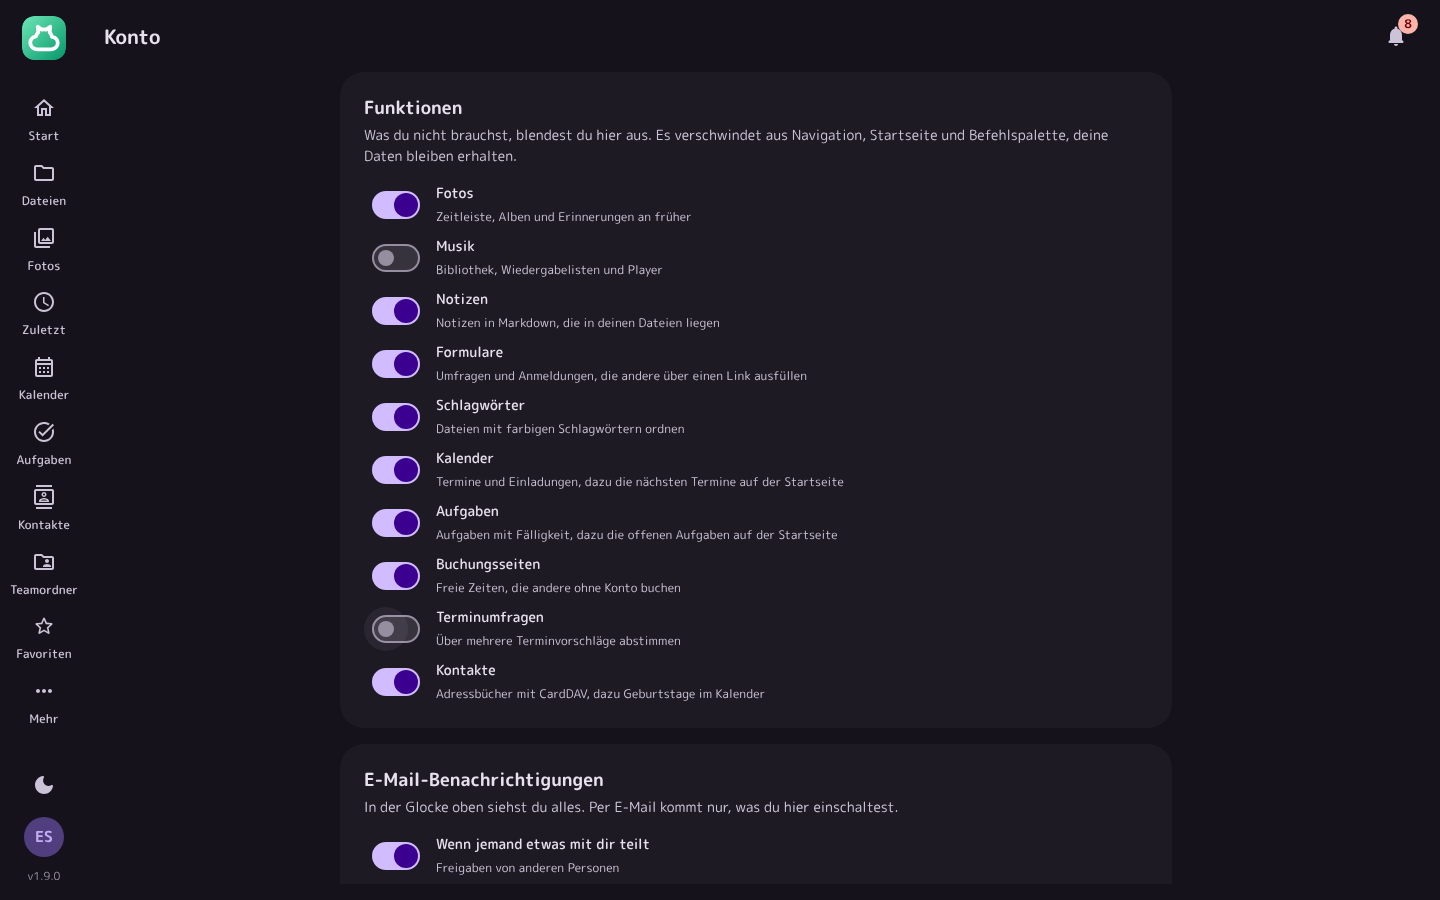 Konto
8
Start
Dateien
Fotos
Zuletzt
Kalender
Aufgaben
Kontakte
Teamordner
Favoriten
Mehr
ES
v1.9.0
Funktionen
Was du nicht brauchst, blendest du hier aus. Es verschwindet aus Navigation, Startseite und Befehlspalette, deine
Daten bleiben erhalten.
Fotos
Zeitleiste, Alben und Erinnerungen an früher
Musik
Bibliothek, Wiedergabelisten und Player
Notizen
Notizen in Markdown, die in deinen Dateien liegen
Formulare
Umfragen und Anmeldungen, die andere über einen Link ausfüllen
Schlagwörter
Dateien mit farbigen Schlagwörtern ordnen
Kalender
Termine und Einladungen, dazu die nächsten Termine auf der Startseite
Aufgaben
Aufgaben mit Fälligkeit, dazu die offenen Aufgaben auf der Startseite
Buchungsseiten
Freie Zeiten, die andere ohne Konto buchen
Terminumfragen
Über mehrere Terminvorschläge abstimmen
Kontakte
Adressbücher mit CardDAV, dazu Geburtstage im Kalender
E-Mail-Benachrichtigungen
In der Glocke oben siehst du alles. Per E-Mail kommt nur, was du hier einschaltest.
Wenn jemand etwas mit dir teilt
Freigaben von anderen Personen